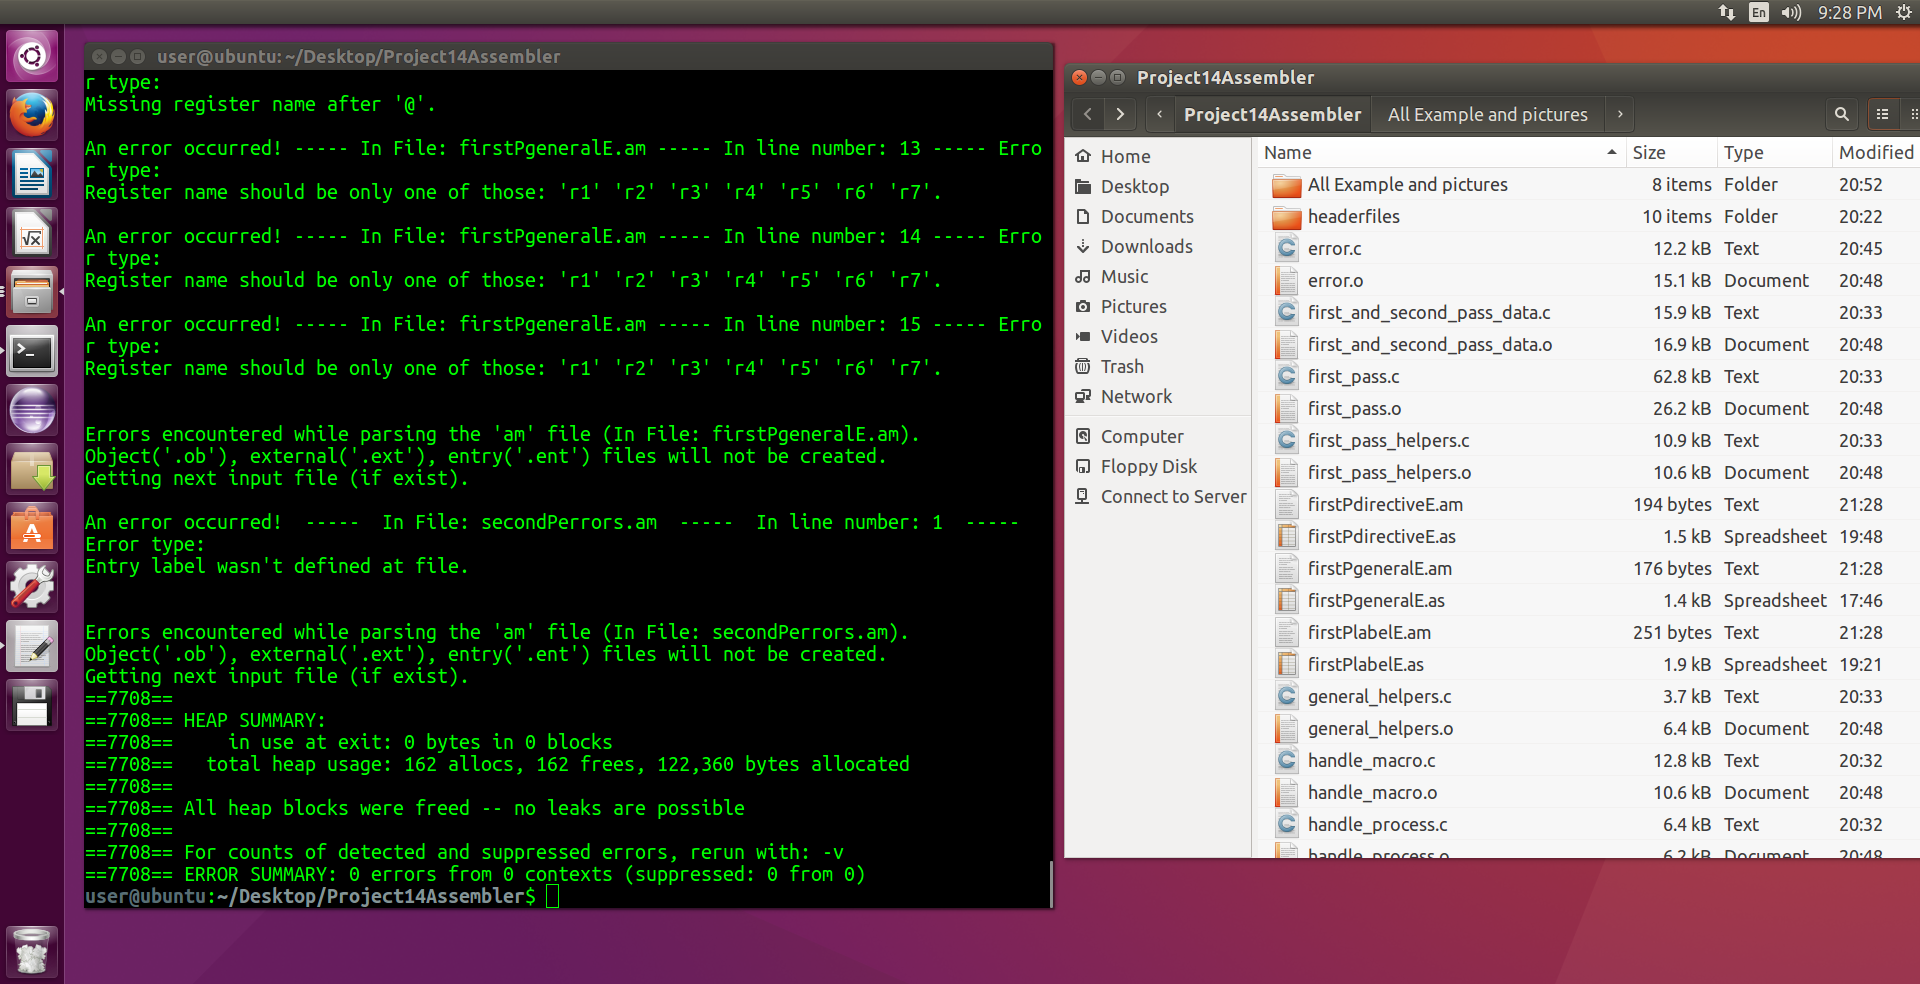 En
9:28 PM
user@ubuntu: ~/Desktop/Project14Assembler
r type:
Missing register name after '@'.
An error occurred! ----- In File: firstPgeneralE.am ----- In line number: 13 ----- Erro
r type:
Register name should be only one of those: 'r1' 'r2' 'r3' 'r4' 'r5' 'r6' 'r7'.
An error occurred! ----- In File: firstPgeneralE.am ----- In line number: 14 ----- Erro
r type:
Register name should be only one of those: 'r1' 'r2' 'r3' 'r4' 'r5' 'r6' 'r7'.
An error occurred! ----- In File: firstPgeneralE.am ----- In line number: 15 ----- Erro
r type:
Register name should be only one of those: 'r1' 'r2' 'r3' 'r4' 'r5' 'r6' 'r7'.
Errors encountered while parsing the 'am' file (In File: firstPgeneralE.am).
Object('.ob'), external('.ext'), entry('.ent') files will not be created.
Getting next input file (if exist).
An error occurred!  -----  In File: secondPerrors.am  -----  In line number: 1  -----
Error type:
Entry label wasn't defined at file.
Errors encountered while parsing the 'am' file (In File: secondPerrors.am).
Object('.ob'), external('.ext'), entry('.ent') files will not be created.
Getting next input file (if exist).
==7708==
==7708== HEAP SUMMARY:
==7708==     in use at exit: 0 bytes in 0 blocks
==7708==   total heap usage: 162 allocs, 162 frees, 122,360 bytes allocated
==7708==
==7708== All heap blocks were freed -- no leaks are possible
==7708==
==7708== For counts of detected and suppressed errors, rerun with: -v
==7708== ERROR SUMMARY: 0 errors from 0 contexts (suppressed: 0 from 0)
user@ubuntu:~/Desktop/Project14Assembler$
Project14Assembler
Project14Assembler All Example and pictures
Home
Desktop
Documents
Downloads
Music
Pictures
Videos
Trash
Network
Computer
Floppy Disk
Connect to Server
Name Size Type Modified
All Example and pictures 8 items Folder 20:52
headerfiles 10 items Folder 20:22
error.c 12.2 kB Text 20:45
error.o 15.1 kB Document 20:48
first_and_second_pass_data.c 15.9 kB Text 20:33
first_and_second_pass_data.o 16.9 kB Document 20:48
first_pass.c 62.8 kB Text 20:33
first_pass.o 26.2 kB Document 20:48
first_pass_helpers.c 10.9 kB Text 20:33
first_pass_helpers.o 10.6 kB Document 20:48
firstPdirectiveE.am 194 bytes Text 21:28
firstPdirectiveE.as 1.5 kB Spreadsheet 19:48
firstPgeneralE.am 176 bytes Text 21:28
firstPgeneralE.as 1.4 kB Spreadsheet 17:46
firstPlabelE.am 251 bytes Text 21:28
firstPlabelE.as 1.9 kB Spreadsheet 19:21
general_helpers.c 3.7 kB Text 20:33
general_helpers.o 6.4 kB Document 20:48
handle_macro.c 12.8 kB Text 20:32
handle_macro.o 10.6 kB Document 20:48
handle_process.c 6.4 kB Text 20:32
handle_process.o 6.2 kB Document 20:48